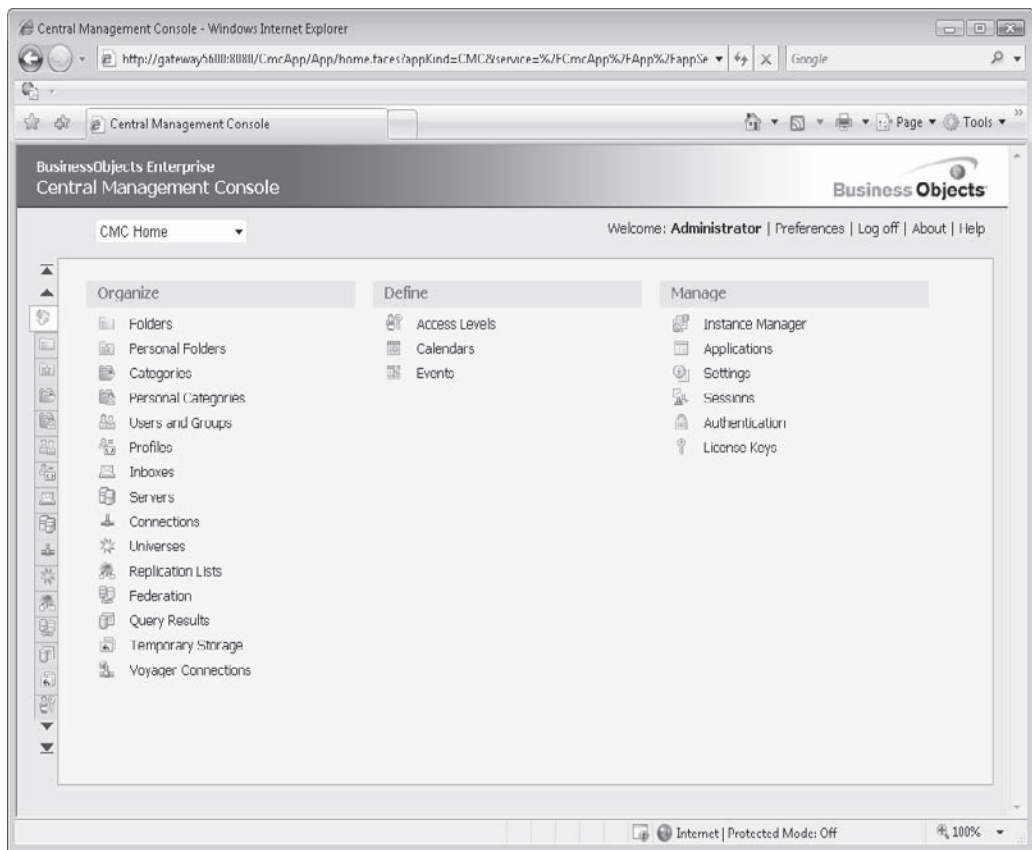 Central Management Console - Windows Internet Explorer
http://gateway5600:8080/CmcApp/App/home.faces?appKind=CMC&service=%2FCmcApp%2FApp%2FappSe
Google
Central Management Console
Page
Tools
BusinessObjects Enterprise
Central Management Console
Business Objects
CMC Home
Welcome: Administrator | Preferences | Log off | About | Help
Organize
Folders
Personal Folders
Categories
Personal Categories
Users and Groups
Profiles
Inboxes
Servers
Connections
Universes
Replication Lists
Federation
Query Results
Temporary Storage
Voyager Connections
Define
Access Levels
Calendars
Events
Manage
Instance Manager
Applications
Settings
Sessions
Authentication
License Keys
Internet | Protected Mode: Off
100%